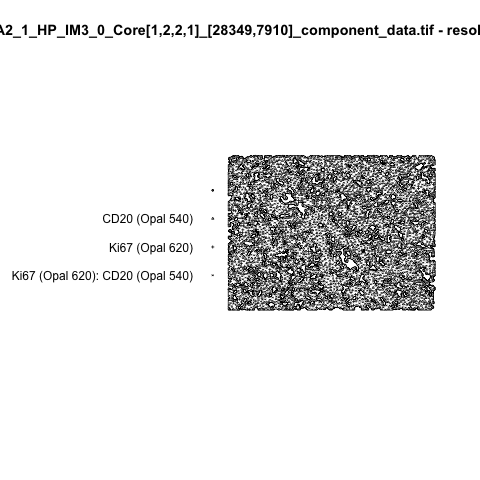 A2_1_HP_IM3_0_Core[1,2,2,1]_[28349,7910]_component_data.tif - resol
CD20 (Opal 540)
Ki67 (Opal 620)
Ki67 (Opal 620): CD20 (Opal 540)